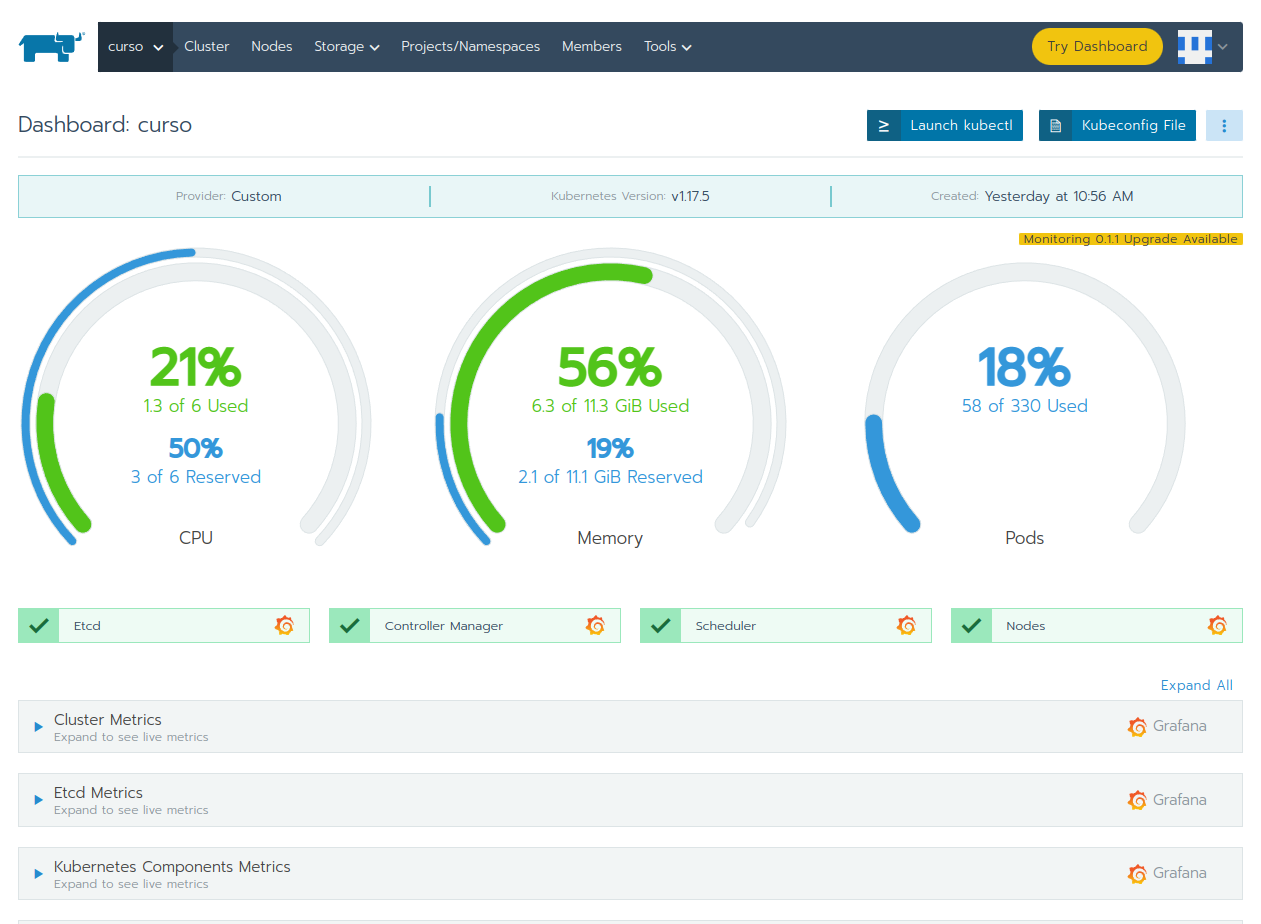 curso Cluster Nodes Storage Projects/Namespaces Members Tools Try Dashboard
Dashboard: curso
≥ Launch kubectl Kubeconfig File
Provider: Custom Kubernetes Version: v1.17.5 Created: Yesterday at 10:56 AM
Monitoring 0.1.1 Upgrade Available
21%
1.3 of 6 Used
50%
3 of 6 Reserved
CPU
56%
6.3 of 11.3 GiB Used
19%
2.1 of 11.1 GiB Reserved
Memory
18%
58 of 330 Used
Pods
Etcd Controller Manager Scheduler Nodes
Expand All
Cluster Metrics
Expand to see live metrics
Grafana
Etcd Metrics
Expand to see live metrics
Grafana
Kubernetes Components Metrics
Expand to see live metrics
Grafana